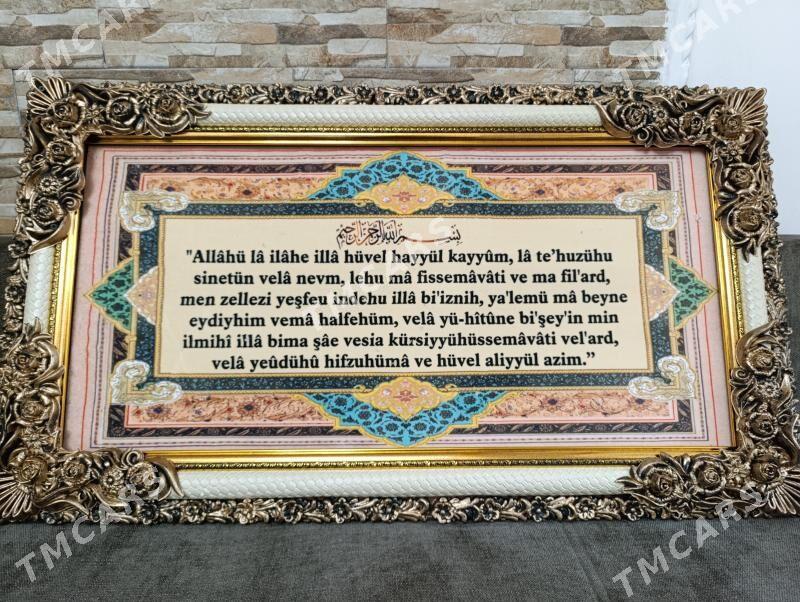 بسم الله الرحمن الرحيم
"Allâhü lâ ilâhe illâ hüvel hayyül kayyûm, lâ te'huzühu
sinetün velâ nevm, lehu mâ fissemâvâti ve ma fil'ard,
men zellezi yeşfeu indehu illâ bi'iznih, ya'lemü mâ beyne
eydiyhim vemâ halfehüm, velâ yü-hîtûne bi'şey'in min
ilmihî illâ bima şâe vesia kürsiyyühüssemâvâti vel'ard,
velâ yeûdühû hifzuhümâ ve hüvel aliyyül azim.”
TMCARS
TMCARS
TMCARS
TMCARS
TMCARS
TMCARS
TMCARS